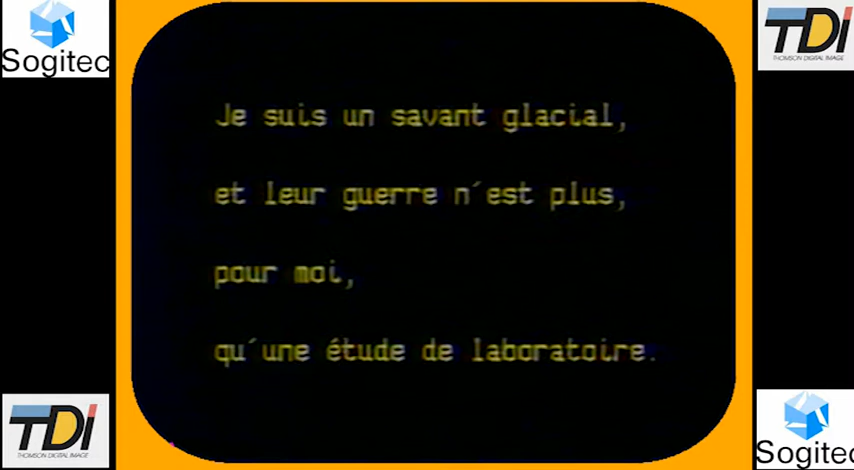 Sogitec
TDI
THOMSON DIGITAL IMAGE
Je suis un savant glacial,
et leur guerre n´est plus,
pour moi,
qu´une étude de laboratoire.
TDI
THOMSON DIGITAL IMAGE
Sogitec